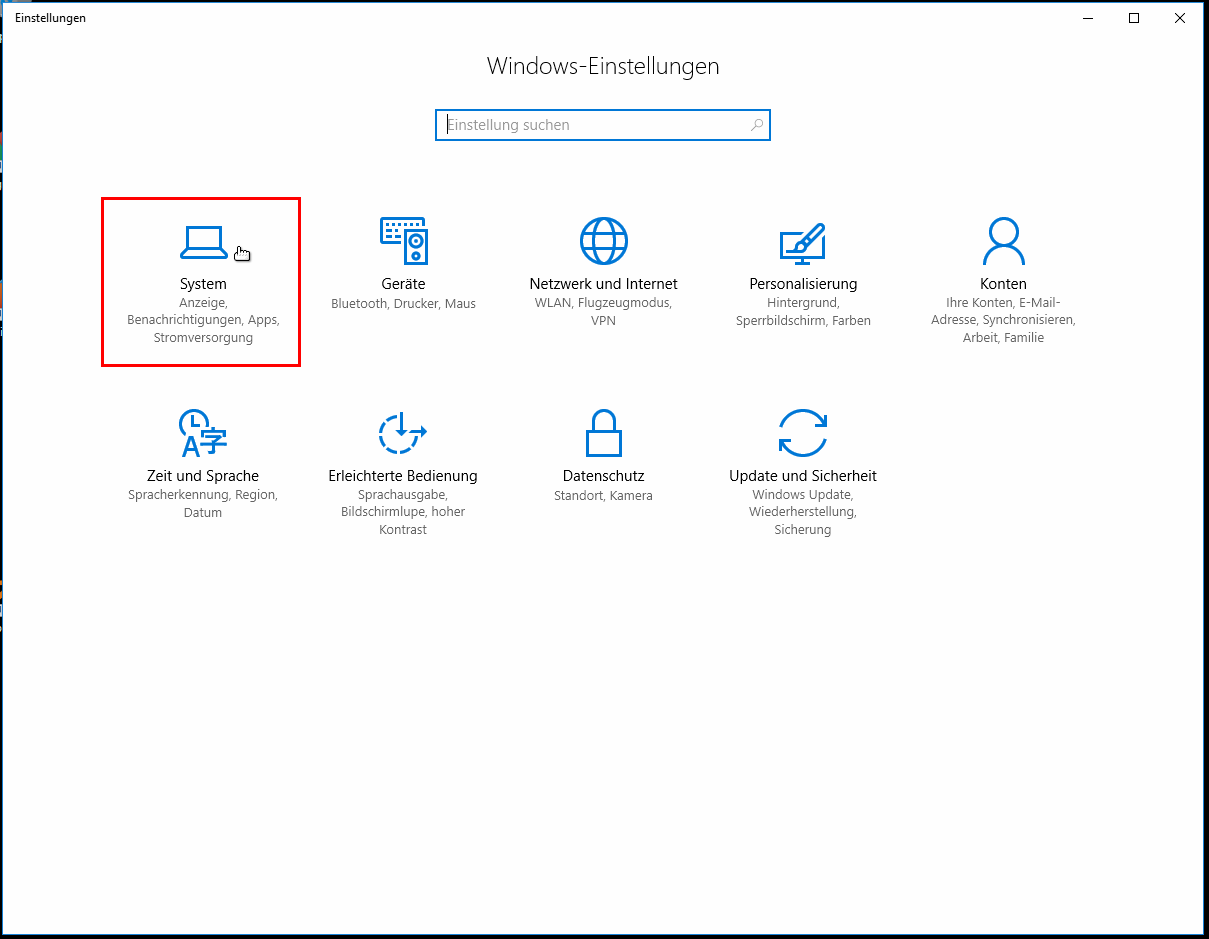 Einstellungen
Windows-Einstellungen
Einstellung suchen
System
Anzeige,
Benachrichtigungen, Apps,
Stromversorgung
Geräte
Bluetooth, Drucker, Maus
Netzwerk und Internet
WLAN, Flugzeugmodus,
VPN
Personalisierung
Hintergrund,
Sperrbildschirm, Farben
Konten
Ihre Konten, E-Mail-
Adresse, Synchronisieren,
Arbeit, Familie
Zeit und Sprache
Spracherkennung, Region,
Datum
Erleichterte Bedienung
Sprachausgabe,
Bildschirmlupe, hoher
Kontrast
Datenschutz
Standort, Kamera
Update und Sicherheit
Windows Update,
Wiederherstellung,
Sicherung